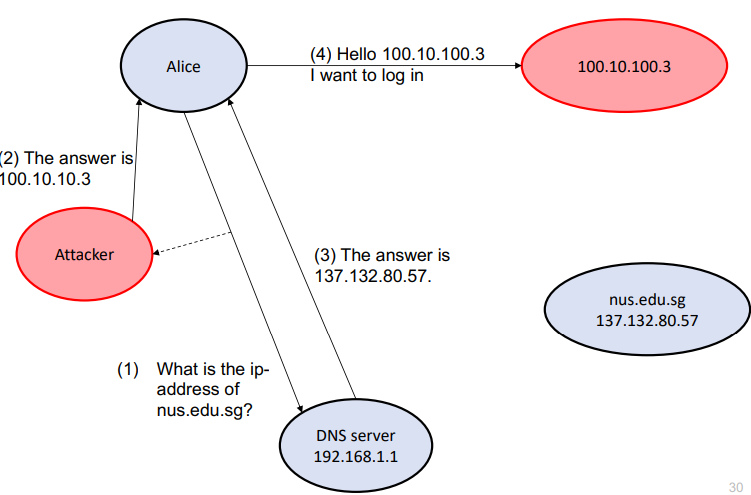 Alice
(4) Hello 100.10.100.3
I want to log in
100.10.100.3
(2) The answer is
100.10.10.3
Attacker
(3) The answer is
137.132.80.57.
nus.edu.sg
137.132.80.57
(1) What is the ip-
address of
nus.edu.sg?
DNS server
192.168.1.1
30